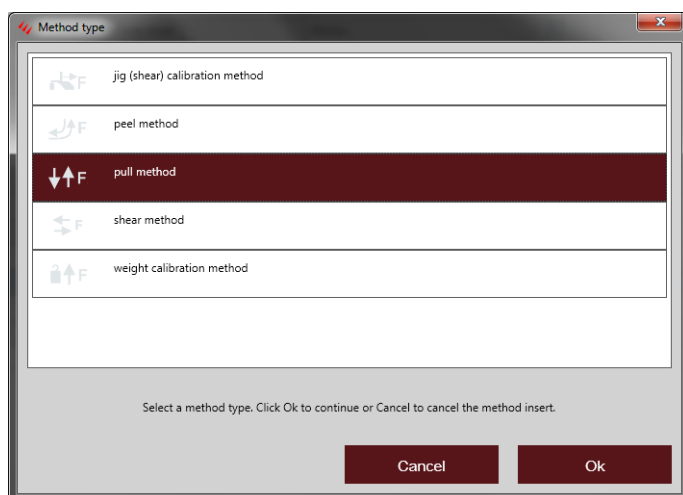 Method type
F jig (shear) calibration method
F peel method
F pull method
F shear method
F weight calibration method
Select a method type. Click Ok to continue or Cancel to cancel the method insert.
Cancel Ok